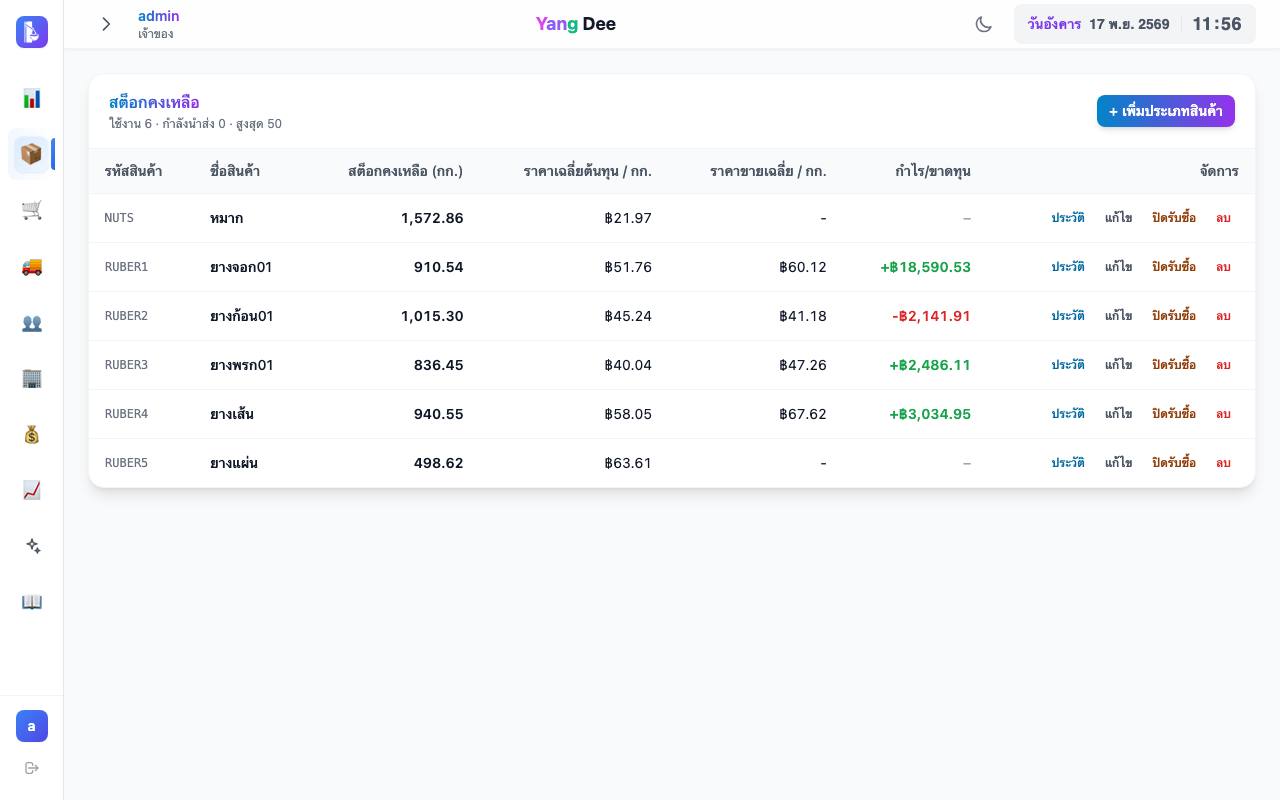 admin
เจ้าของ
Yang Dee
วันอังคาร 17 พ.ย. 2569 11:56
สต็อกคงเหลือ
ใช้งาน 6 · กำลังนำส่ง 0 · สูงสุด 50
+ เพิ่มประเภทสินค้า
รหัสสินค้า ชื่อสินค้า สต็อกคงเหลือ (กก.) ราคาเฉลี่ยต้นทุน / กก. ราคาขายเฉลี่ย / กก. กำไร/ขาดทุน จัดการ
NUTS หมาก 1,572.86 ฿21.97 - – ประวัติ แก้ไข ปิดรับซื้อ ลบ
RUBER1 ยางจอก01 910.54 ฿51.76 ฿60.12 +฿18,590.53 ประวัติ แก้ไข ปิดรับซื้อ ลบ
RUBER2 ยางก้อน01 1,015.30 ฿45.24 ฿41.18 -฿2,141.91 ประวัติ แก้ไข ปิดรับซื้อ ลบ
RUBER3 ยางพรก01 836.45 ฿40.04 ฿47.26 +฿2,486.11 ประวัติ แก้ไข ปิดรับซื้อ ลบ
RUBER4 ยางเส้น 940.55 ฿58.05 ฿67.62 +฿3,034.95 ประวัติ แก้ไข ปิดรับซื้อ ลบ
RUBER5 ยางแผ่น 498.62 ฿63.61 - – ประวัติ แก้ไข ปิดรับซื้อ ลบ
a